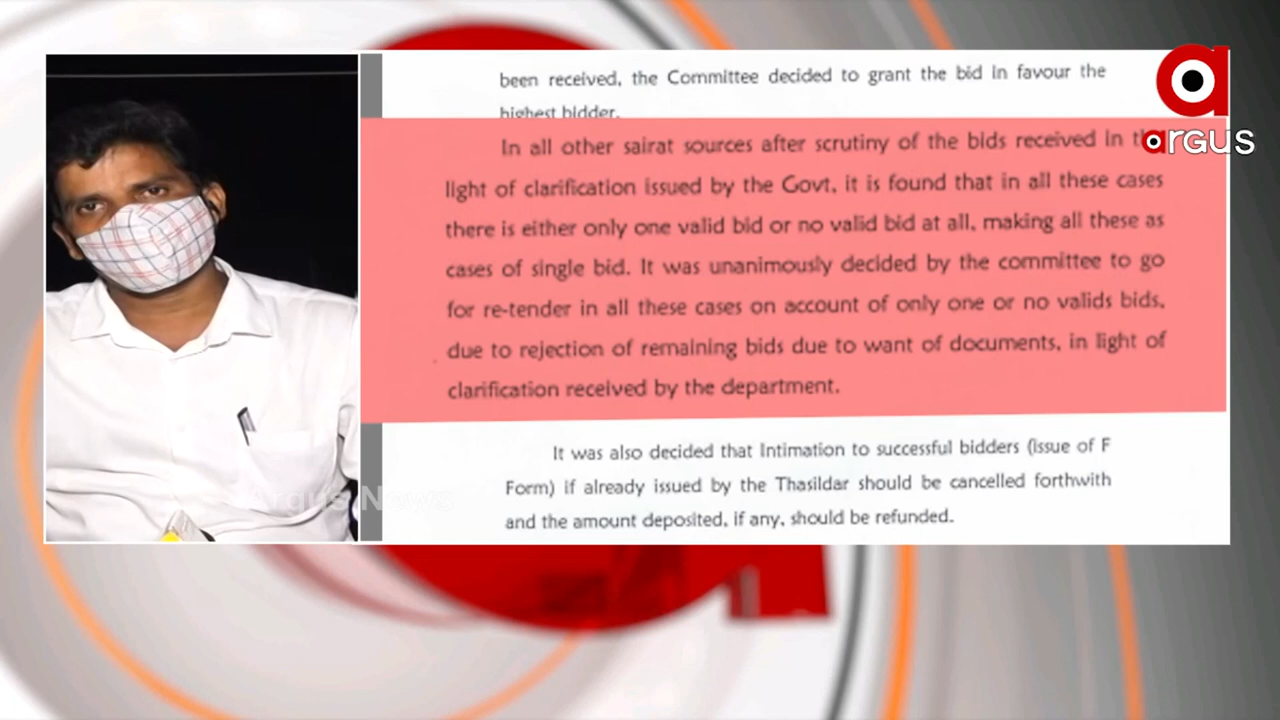 been received, the Committee decided to grant the bid in favour the
highest bidder.
In all other sairat sources after scrutiny of the bids received in
light of clarification issued by the Govt, it is found that in all these cases
there is either only one valid bid or no valid bid at all, making all these as
cases of single bid. It was unanimously decided by the committee to go
for re-tender in all these cases on account of only one or no valids bids,
due to rejection of remaining bids due to want of documents, in light of
clarification received by the department.
It was also decided that Intimation to successful bidders (issue of F
Form) if already issued by the Thasildar should be cancelled forthwith
and the amount deposited, if any, should be refunded.
argus
Argus News